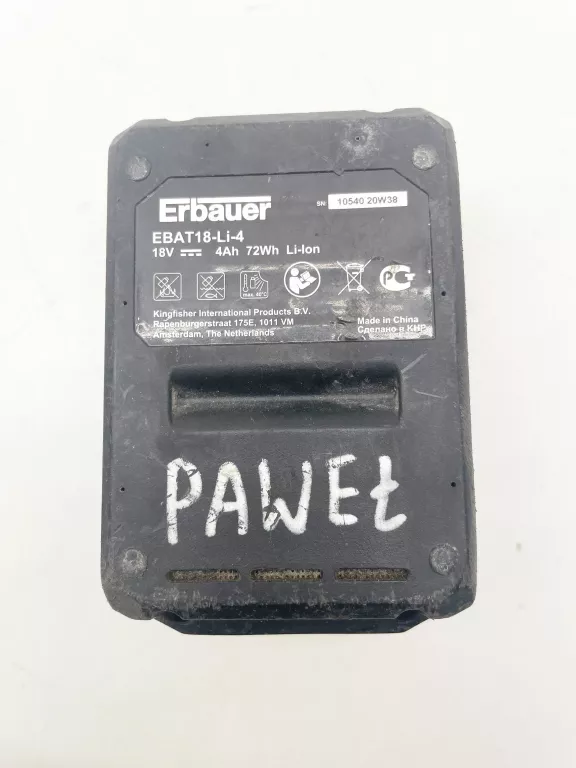 Erbauer
SN: 10540 20W38
EBAT18-Li-4
18V 4Ah 72Wh Li-Ion
max. 40°C
Kingfisher International Products B.V.
Rapenburgerstraat 175E, 1011 VM
Amsterdam, The Netherlands
Made in China
Сделано в КНР
PAWEŁ